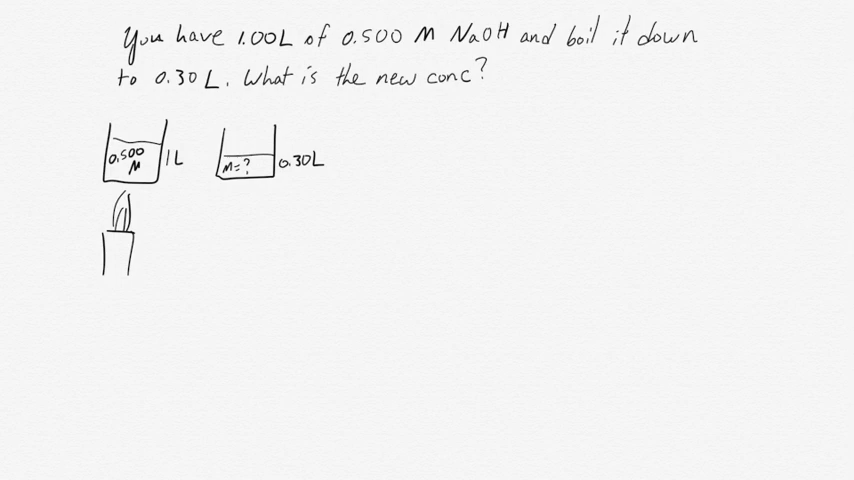 You have 1.00L of 0.500 M NaOH and boil it down
to 0.30 L. What is the new conc?
0.500
M
1L
M=?
0.30L